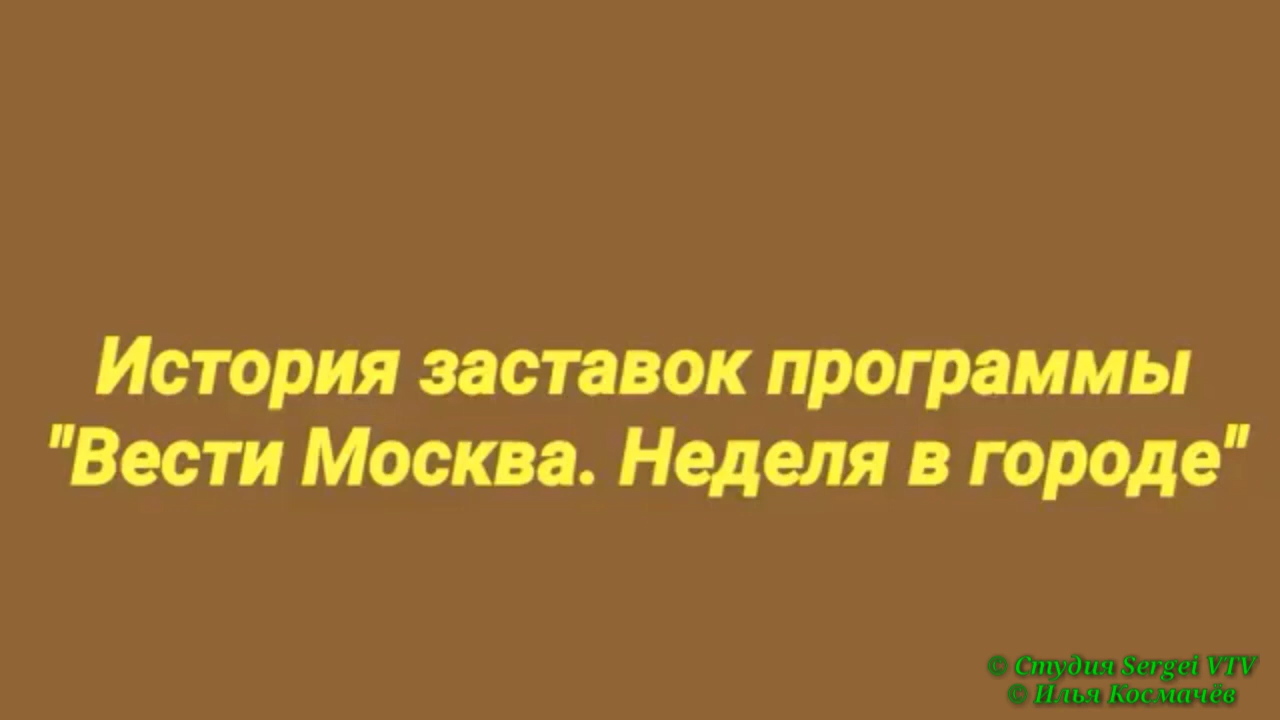 История заставок программы
"Вести Москва. Неделя в городе"
© Студия Sergei VTV
© Илья Космачёв